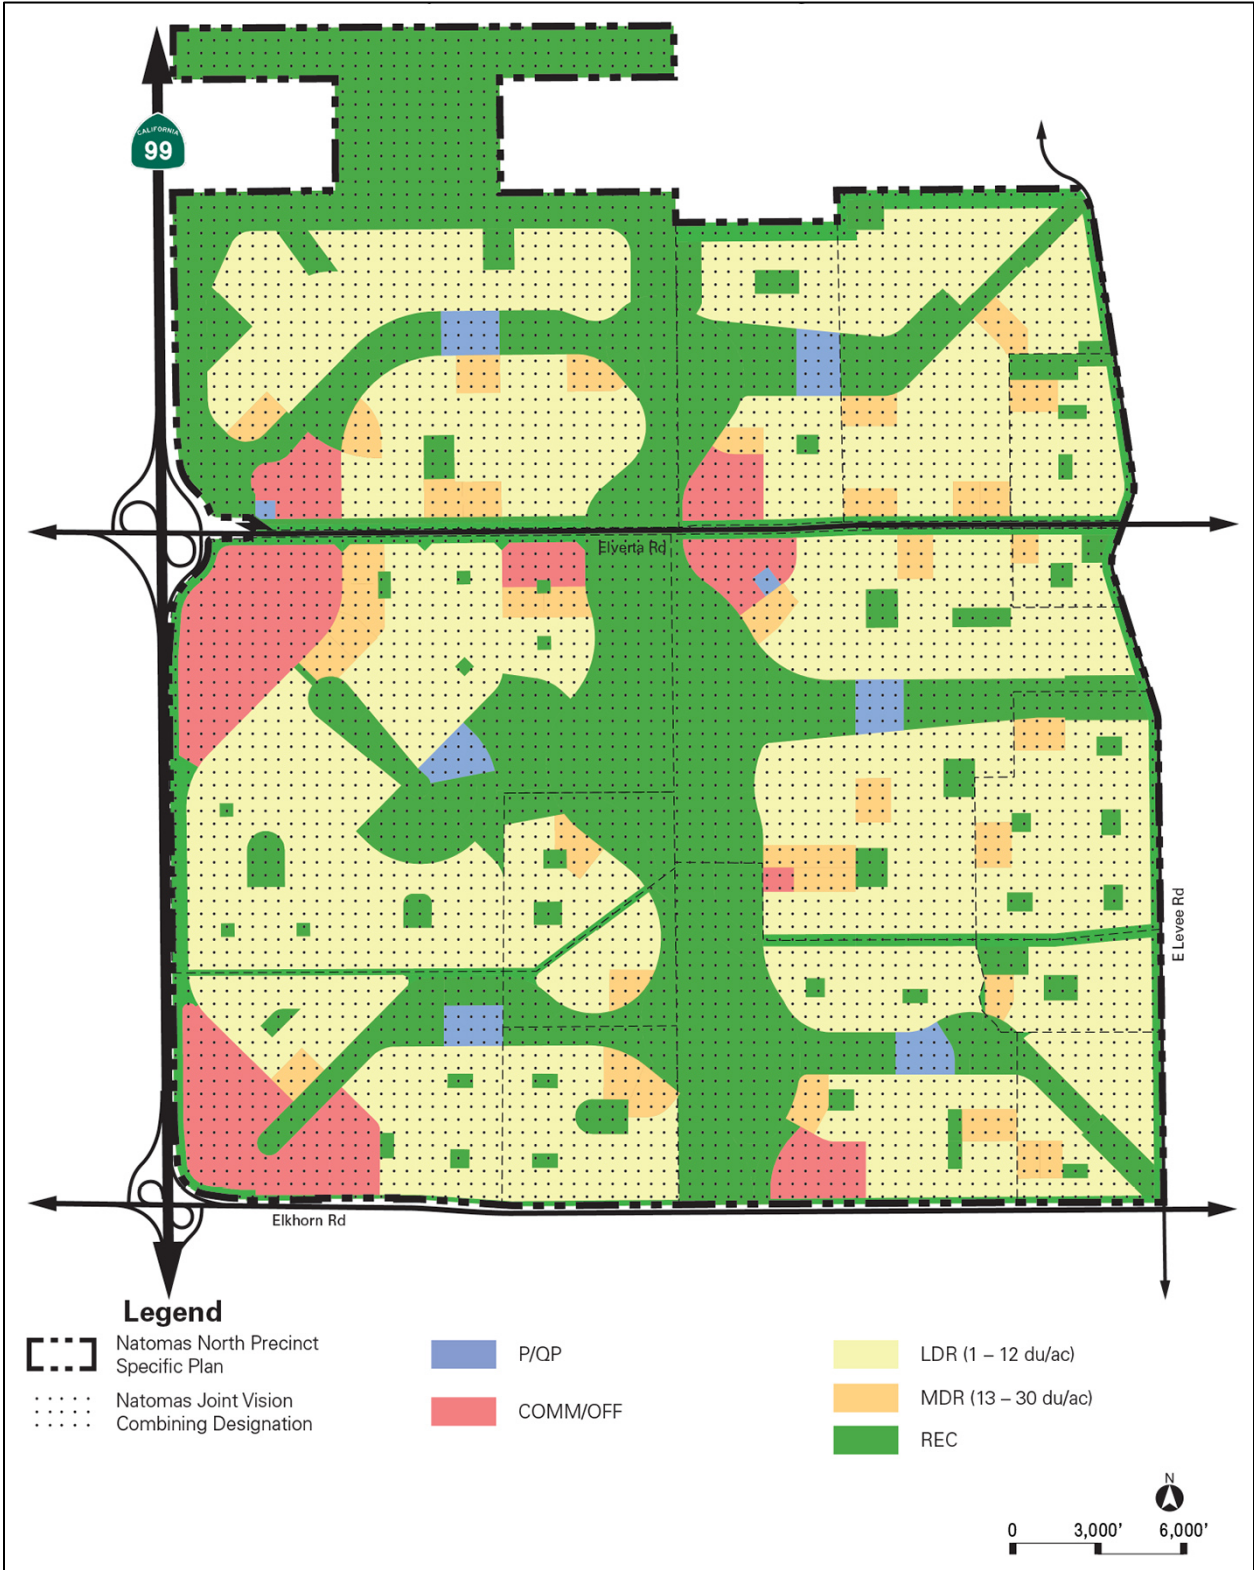 CALIFORNIA
99
Elverta Rd
E Levee Rd
Elkhorn Rd
Legend
Natomas North Precinct
Specific Plan
Natomas Joint Vision
Combining Designation
P/QP
COMM/OFF
LDR (1 – 12 du/ac)
MDR (13 – 30 du/ac)
REC
N
0 3,000’ 6,000’